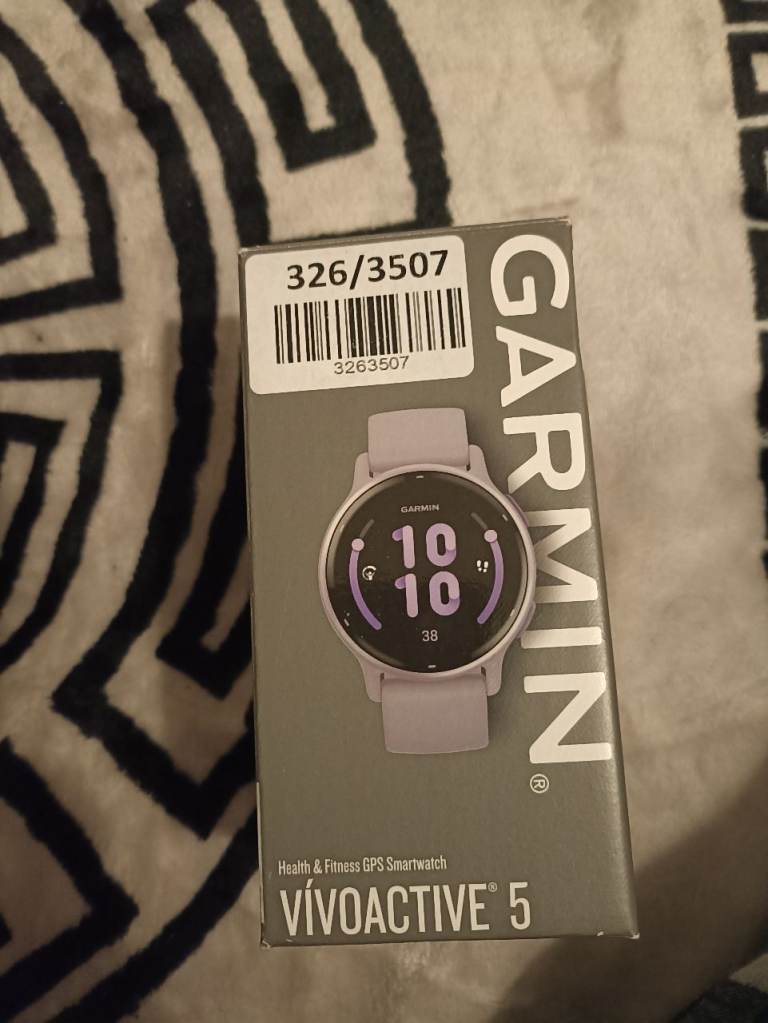 326/3507
3263507
GARMIN®
GARMIN
10
10
38
Health & Fitness GPS Smartwatch
VÍVOACTIVE® 5